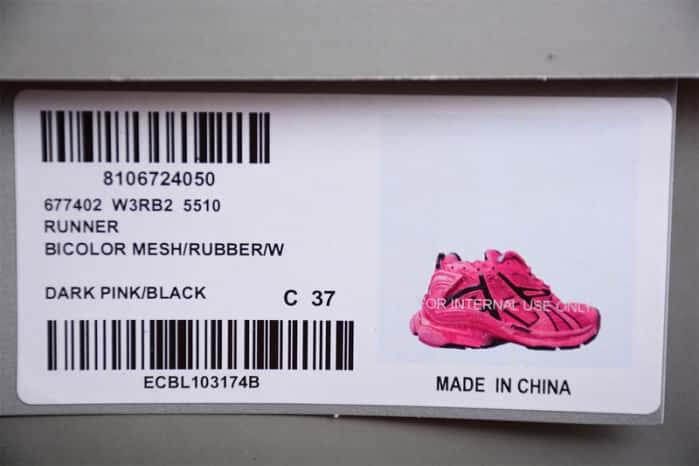 8106724050
677402 W3RB2 5510
RUNNER
BICOLOR MESH/RUBBER/W
DARK PINK/BLACK C 37
ECBL103174B
FOR INTERNAL USE ONLY
MADE IN CHINA